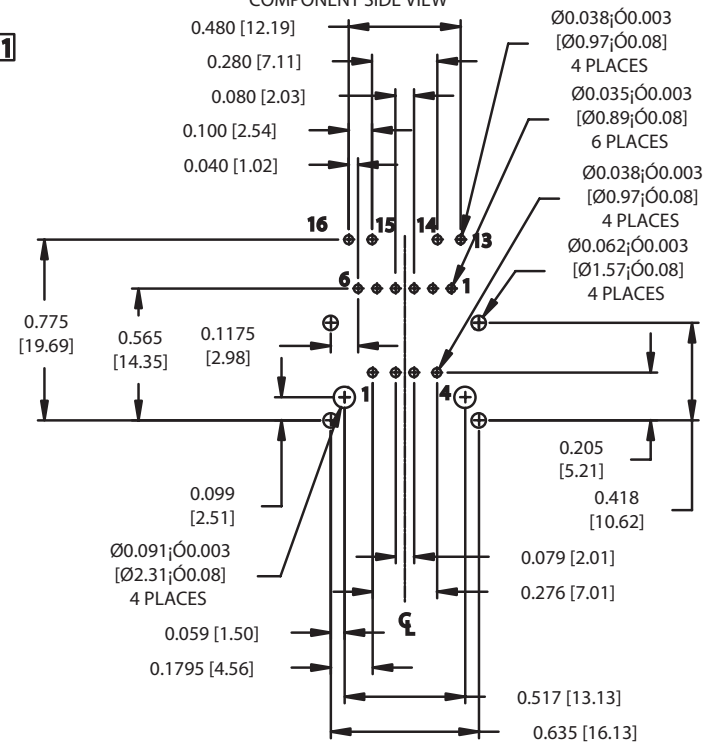 COMPONENT SIDE VIEW
1
0.480 [12.19]
0.280 [7.11]
0.080 [2.03]
0.100 [2.54]
0.040 [1.02]
Ø0.038¡Ó0.003
[Ø0.97¡Ó0.08]
4 PLACES
Ø0.035¡Ó0.003
[Ø0.89¡Ó0.08]
6 PLACES
Ø0.038¡Ó0.003
[Ø0.97¡Ó0.08]
4 PLACES
Ø0.062¡Ó0.003
[Ø1.57¡Ó0.08]
4 PLACES
16 15 14 13
6 1
0.775
[19.69]
0.565
[14.35]
0.1175
[2.98]
1 4
0.205
[5.21]
0.418
[10.62]
0.099
[2.51]
Ø0.091¡Ó0.003
[Ø2.31¡Ó0.08]
4 PLACES
0.079 [2.01]
0.276 [7.01]
CL
0.059 [1.50]
0.1795 [4.56]
0.517 [13.13]
0.635 [16.13]